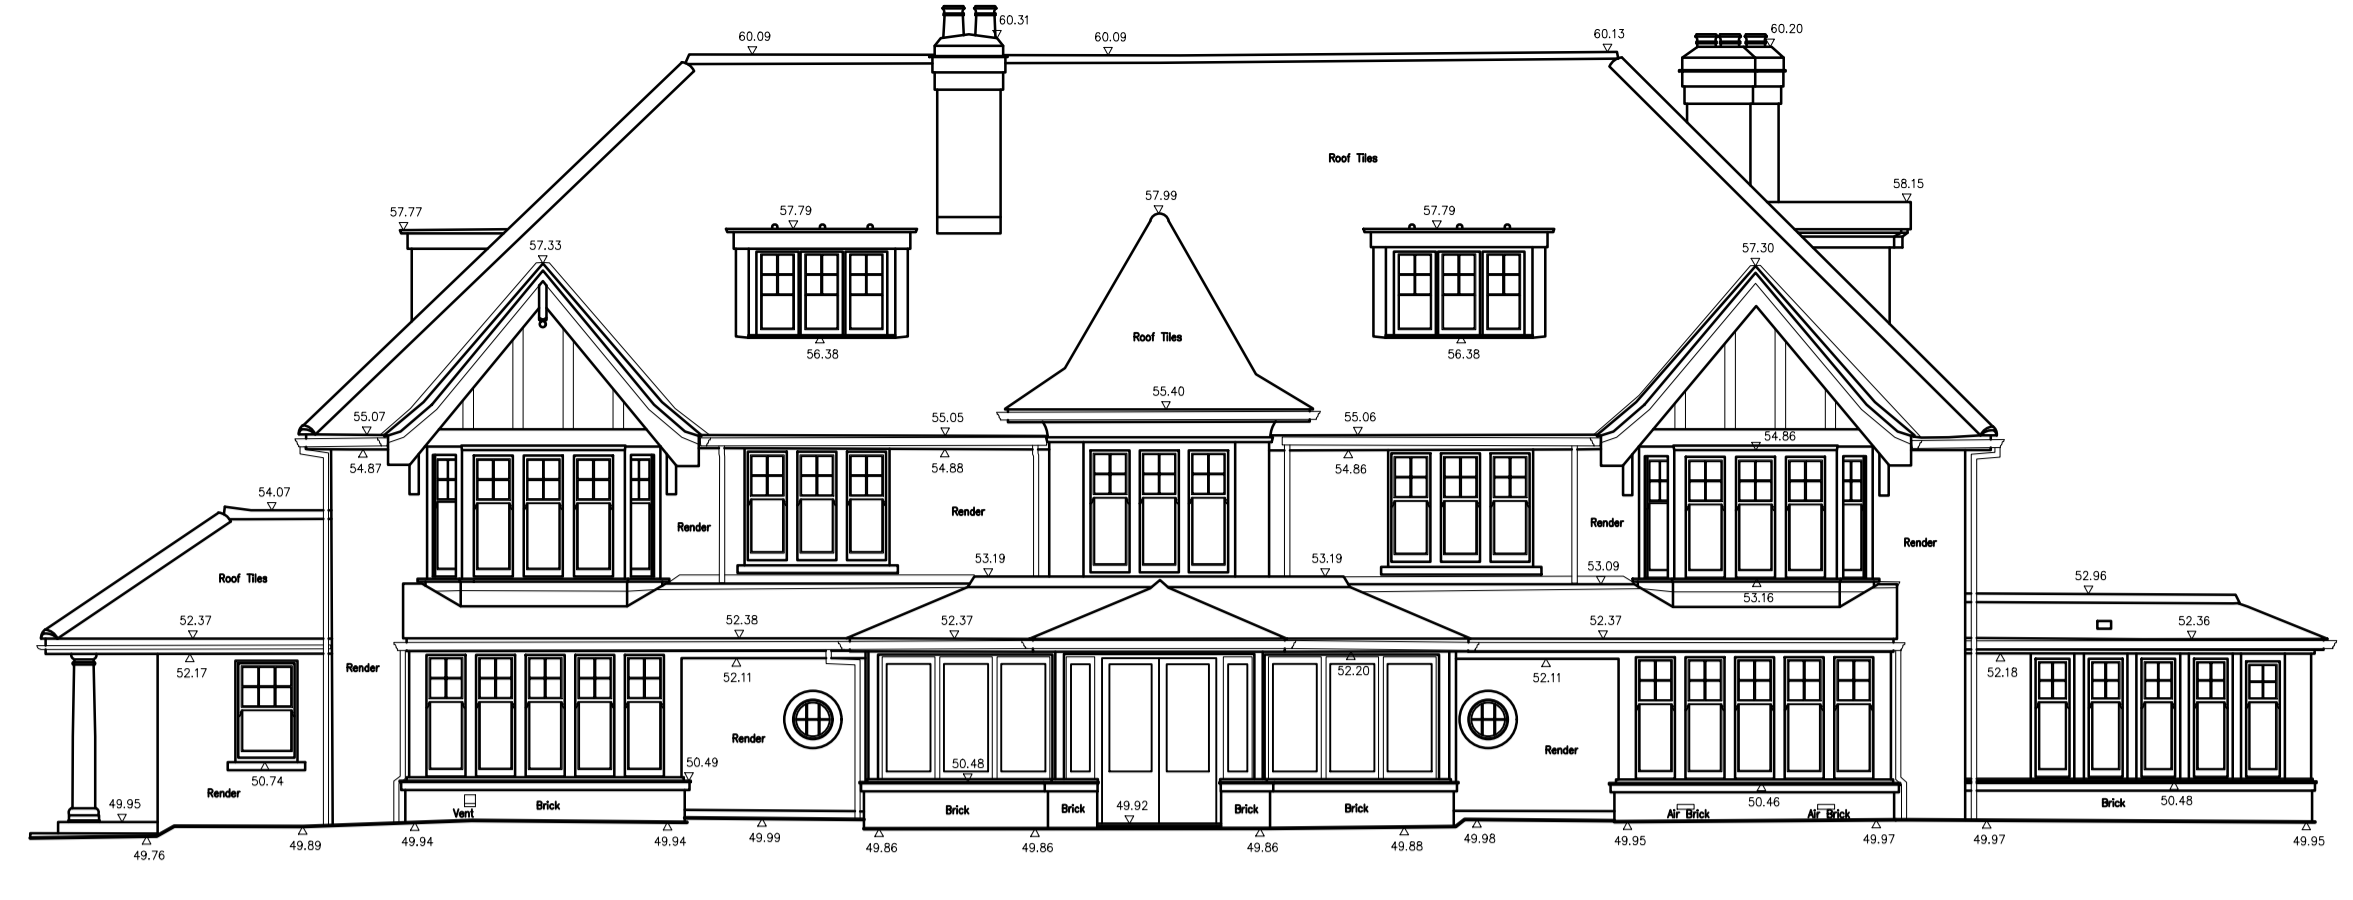 60.31
60.09
60.09
60.13
60.20
Roof Tiles
58.15
57.99
57.77
57.79
57.79
57.33
57.30
Roof Tiles
56.38
56.38
55.40
55.07
55.05
55.06
54.86
54.87
54.88
54.86
54.07
Render
Render
Render
Render
53.19
53.19
53.09
Roof Tiles
52.96
53.16
52.37
52.38
52.37
52.37
52.36
Render
52.17
52.11
52.20
52.11
52.18
Render
Render
50.49
50.48
50.74
Render
50.46
50.48
49.95
Vent
Brick
Brick
Brick
49.92
Brick
Brick
Air Brick
Air Brick
Brick
49.76
49.89
49.94
49.94
49.99
49.86
49.86
49.86
49.88
49.98
49.95
49.97
49.97
49.95